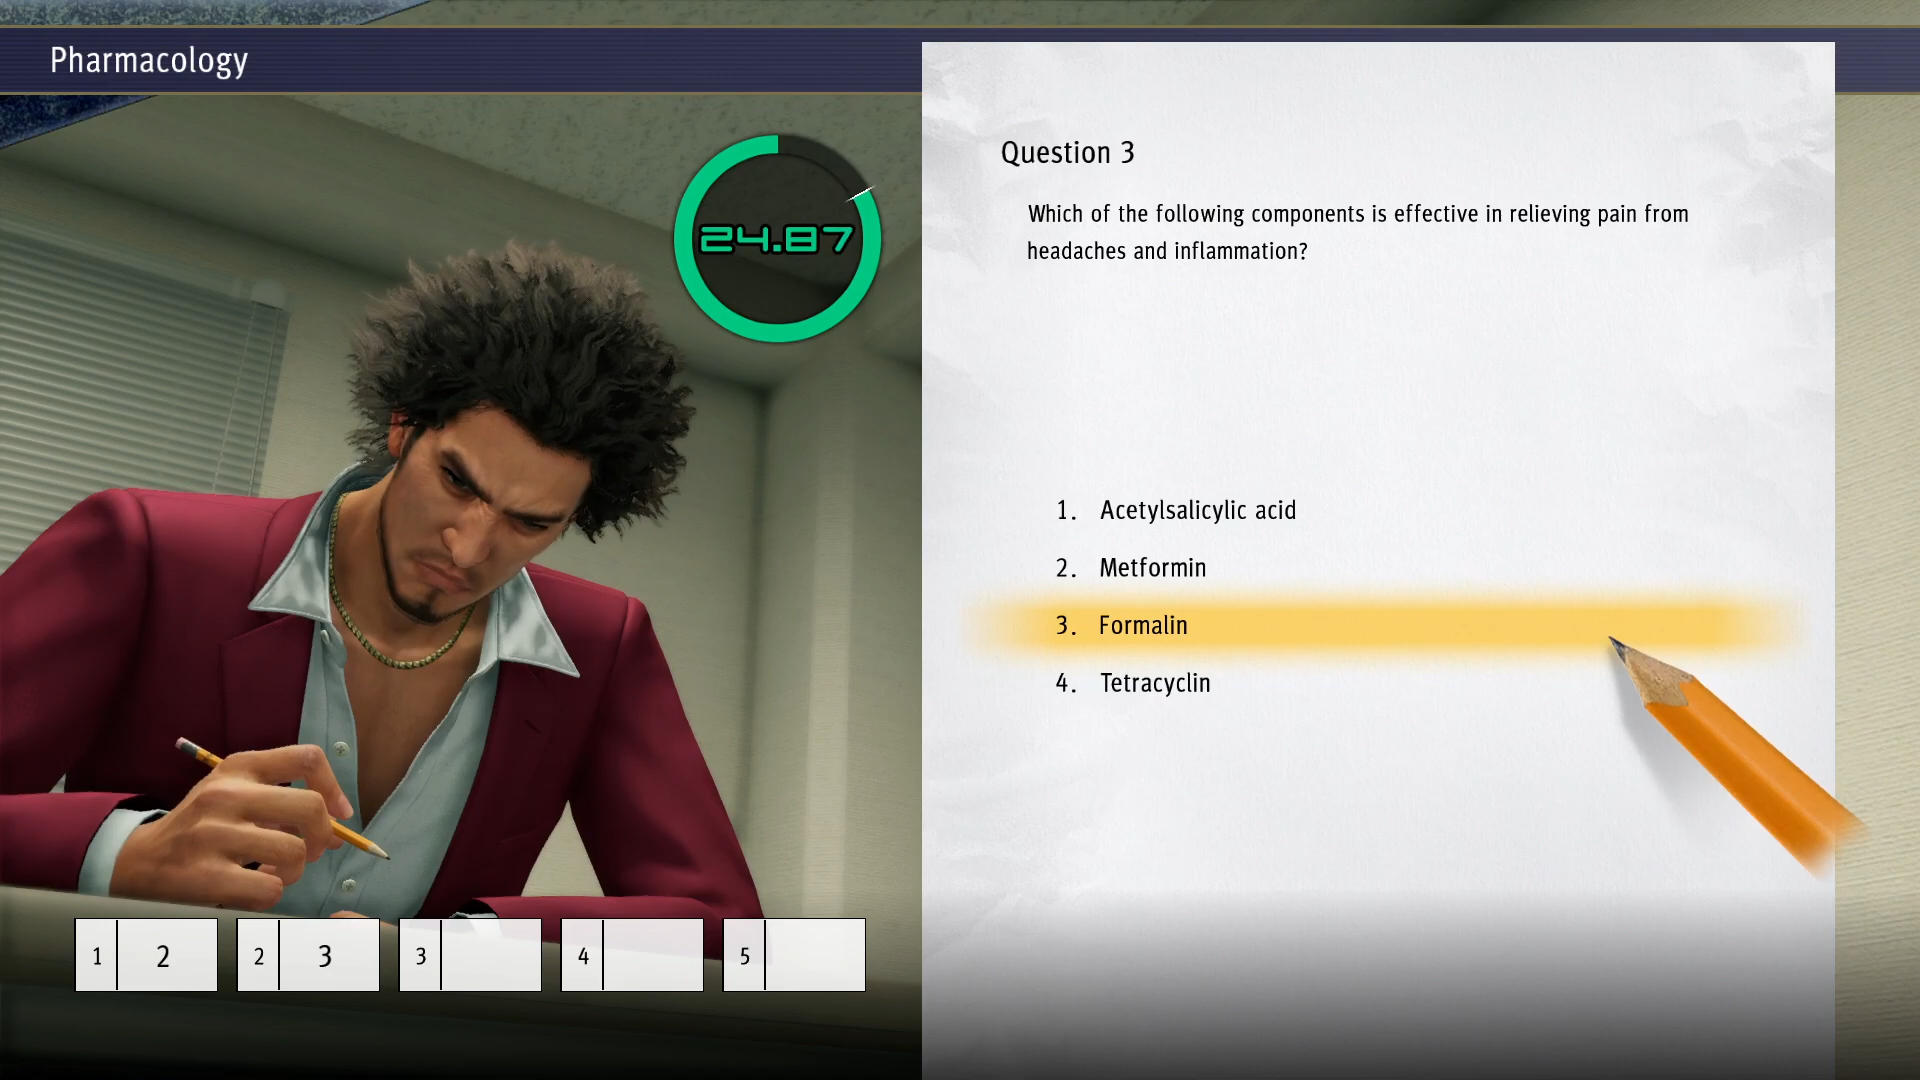 Pharmacology
24.87
Question 3
Which of the following components is effective in relieving pain from
headaches and inflammation?
1. Acetylsalicylic acid
2. Metformin
3. Formalin
4. Tetracyclin
1 2 2 3 3 4 5